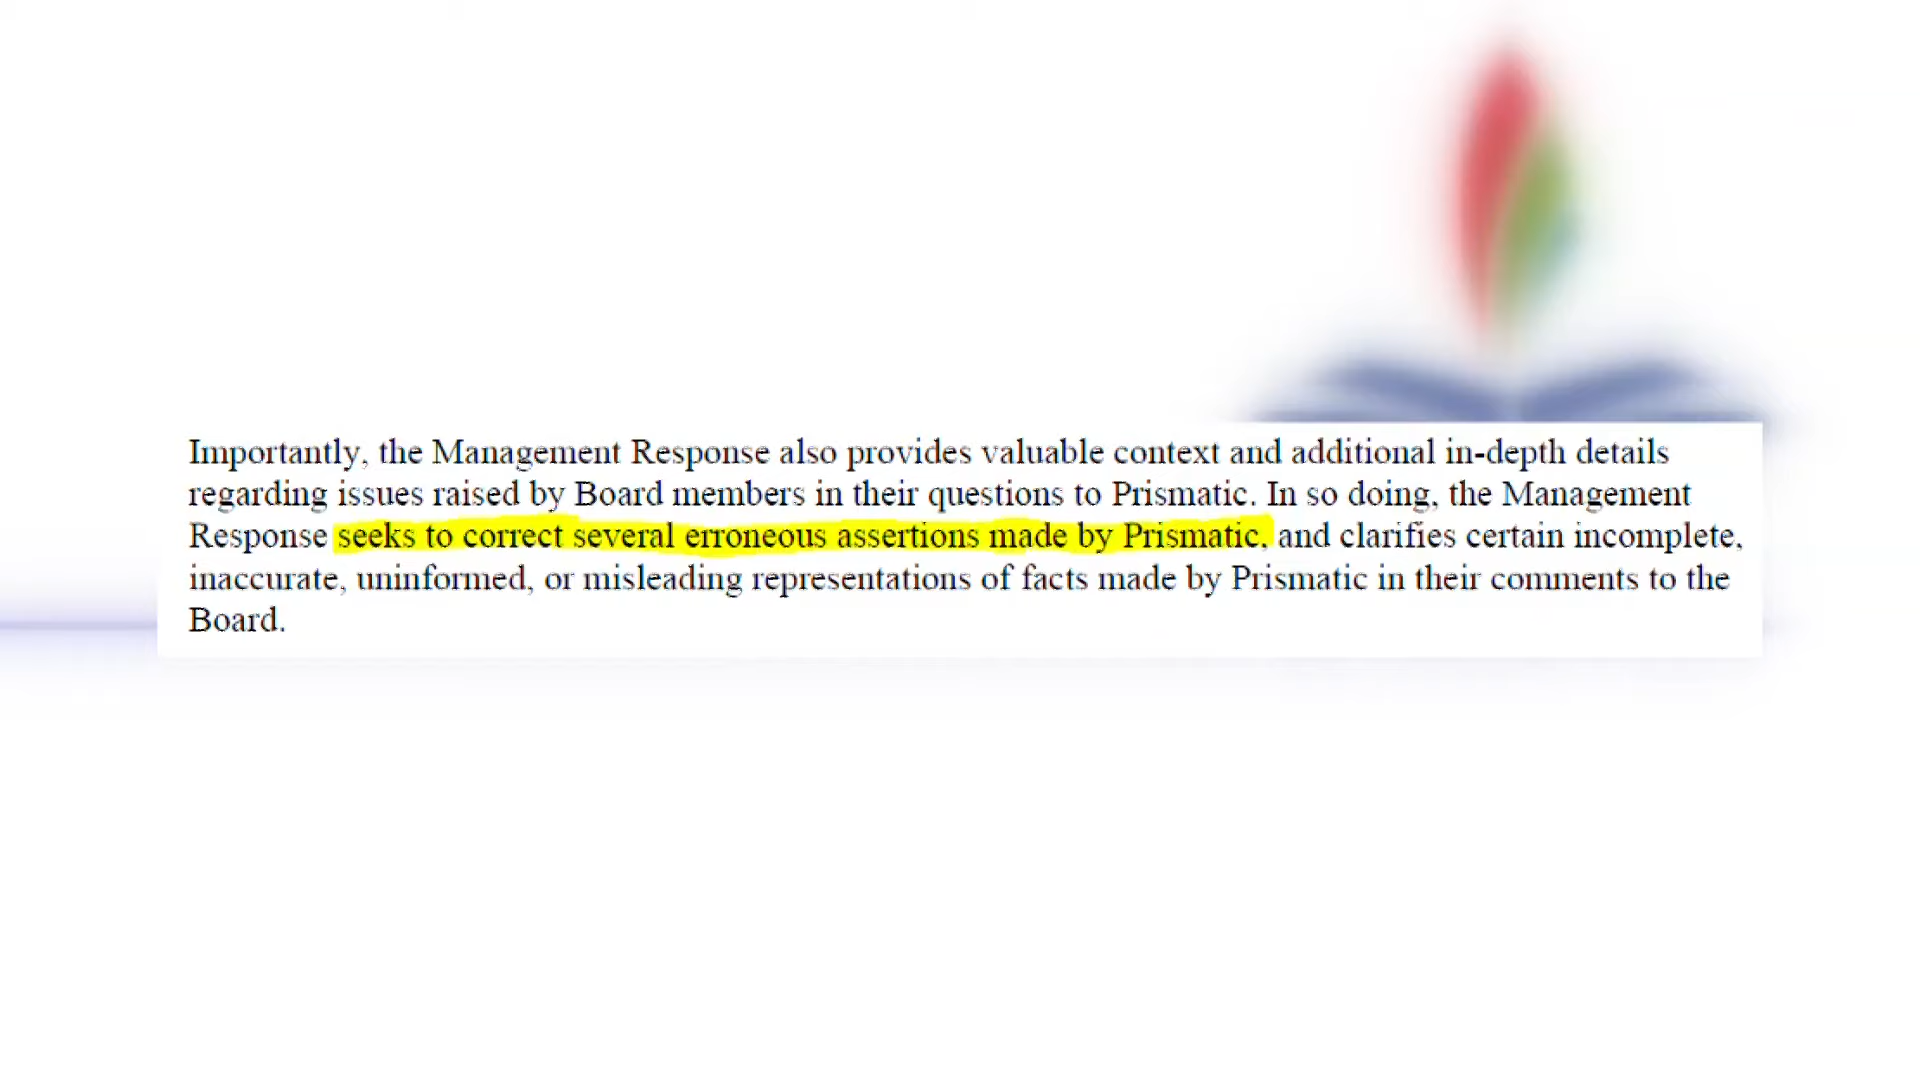 Importantly, the Management Response also provides valuable context and additional in-depth details
regarding issues raised by Board members in their questions to Prismatic. In so doing, the Management
Response seeks to correct several erroneous assertions made by Prismatic, and clarifies certain incomplete,
inaccurate, uninformed, or misleading representations of facts made by Prismatic in their comments to the
Board.